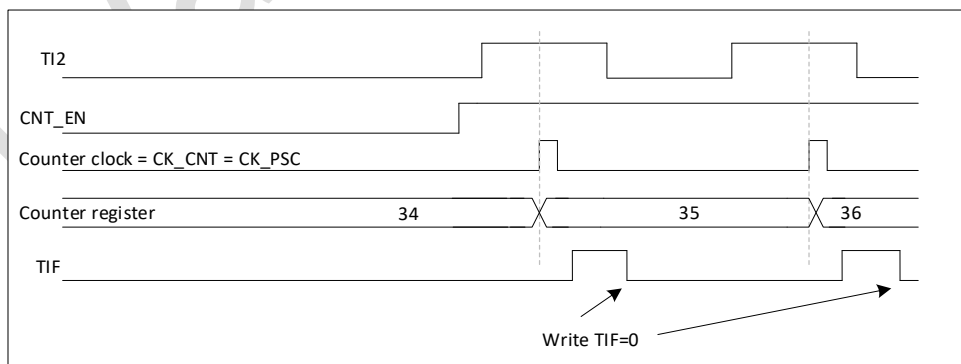 TI2
CNT_EN
Counter clock = CK_CNT = CK_PSC
Counter register 34 35 36
TIF
Write TIF=0